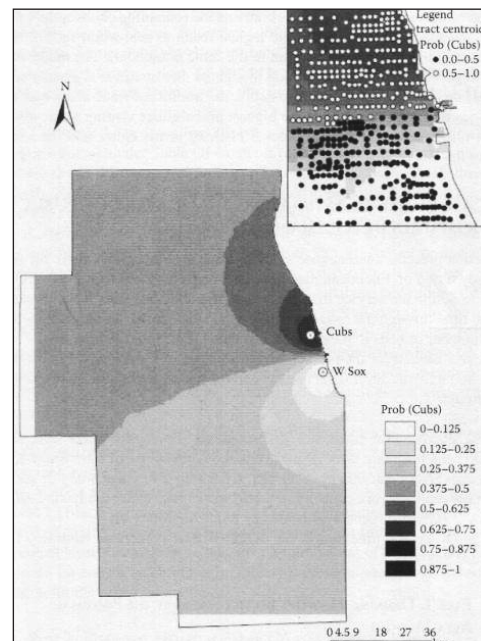 Legend
tract centroid
Prob (Cubs)
0.0–0.5
0.5–1.0
N
Cubs
W Sox
Prob (Cubs)
0–0.125
0.125–0.25
0.25–0.375
0.375–0.5
0.5–0.625
0.625–0.75
0.75–0.875
0.875–1
0 4.5 9 18 27 36